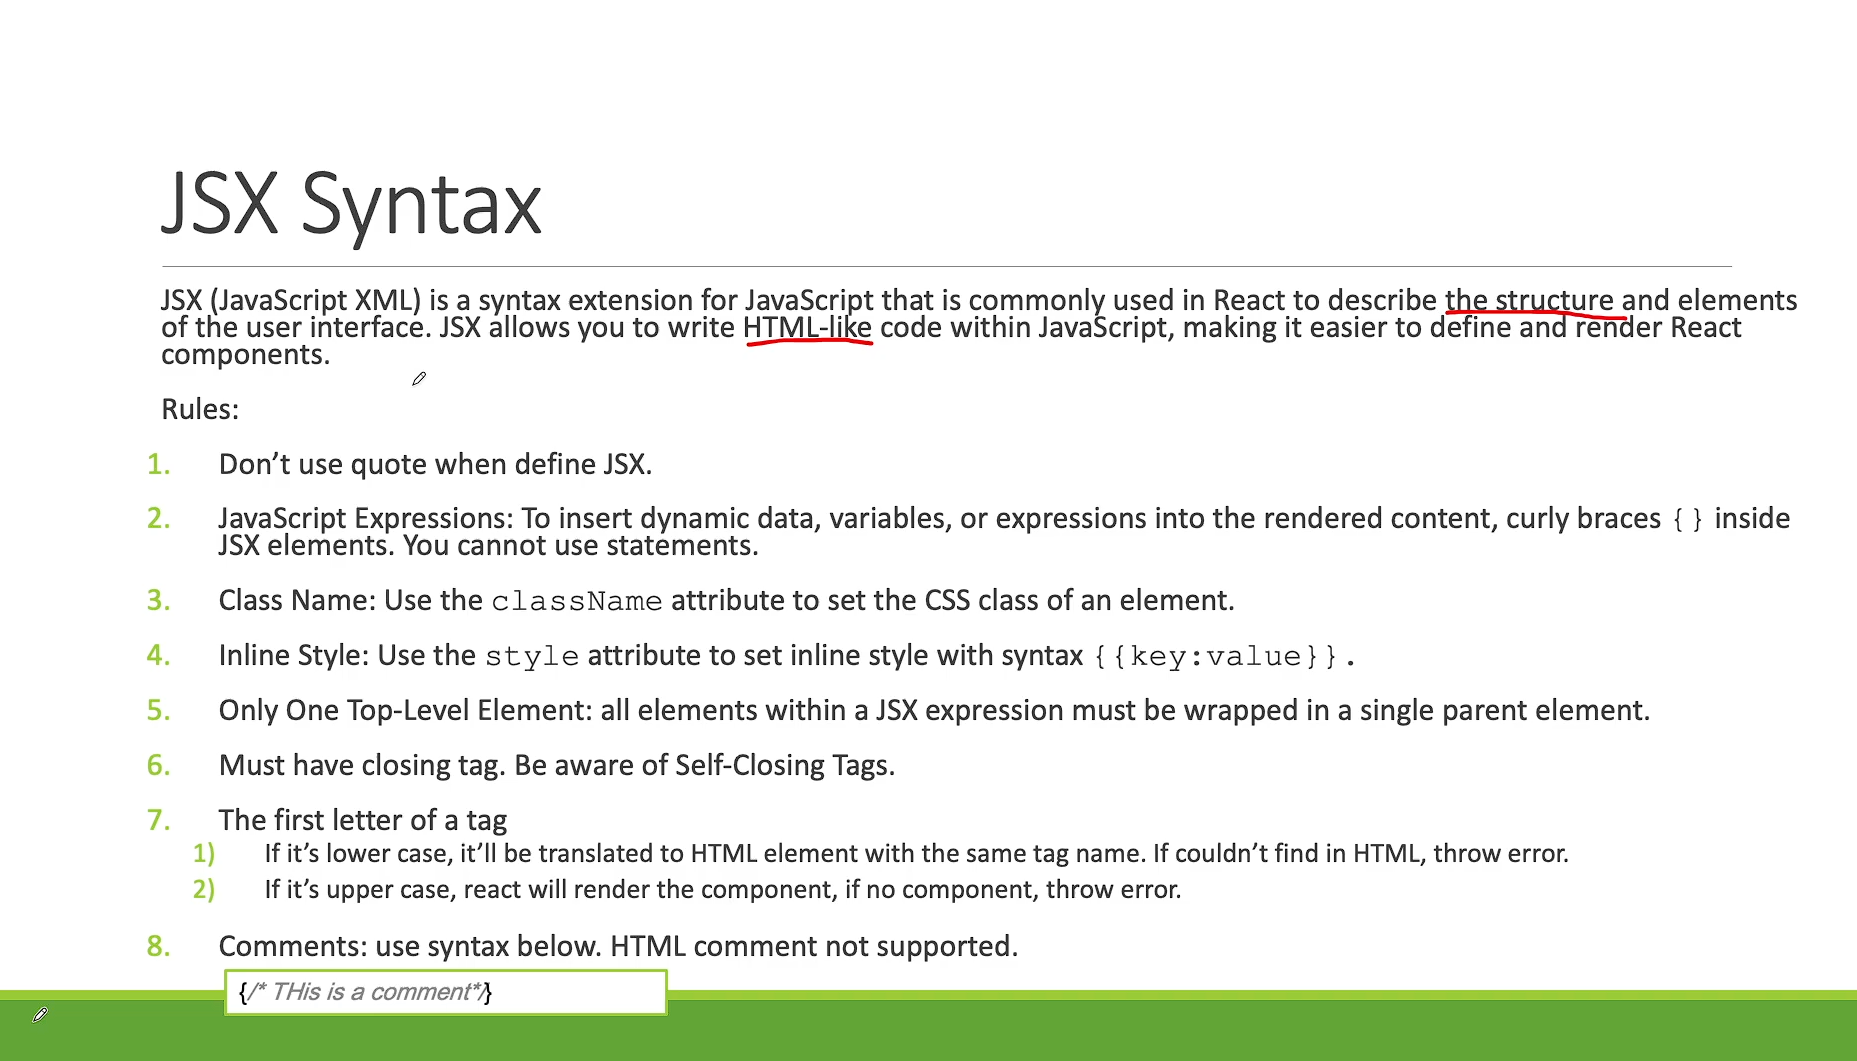 JSX Syntax
JSX (JavaScript XML) is a syntax extension for JavaScript that is commonly used in React to describe the structure and elements
of the user interface. JSX allows you to write HTML-like code within JavaScript, making it easier to define and render React
components.
Rules:
1. Don’t use quote when define JSX.
2. JavaScript Expressions: To insert dynamic data, variables, or expressions into the rendered content, curly braces {} inside
JSX elements. You cannot use statements.
3. Class Name: Use the className attribute to set the CSS class of an element.
4. Inline Style: Use the style attribute to set inline style with syntax {{key:value}}.
5. Only One Top-Level Element: all elements within a JSX expression must be wrapped in a single parent element.
6. Must have closing tag. Be aware of Self-Closing Tags.
7. The first letter of a tag
1) If it’s lower case, it’ll be translated to HTML element with the same tag name. If couldn’t find in HTML, throw error.
2) If it’s upper case, react will render the component, if no component, throw error.
8. Comments: use syntax below. HTML comment not supported.
{/* THis is a comment*/}